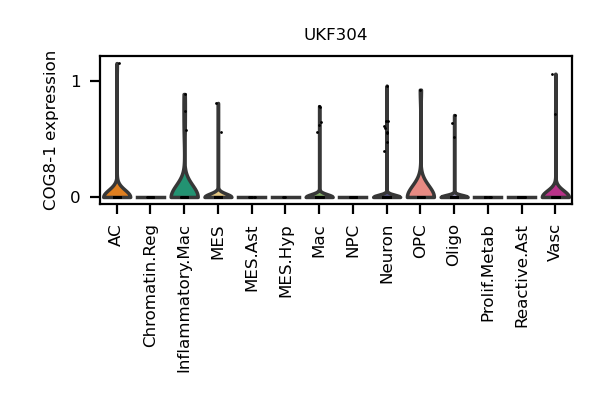 UKF304
COG8-1 expression
1
0
AC
Chromatin.Reg
Inflammatory.Mac
MES
MES.Ast
MES.Hyp
Mac
NPC
Neuron
OPC
Oligo
Prolif.Metab
Reactive.Ast
Vasc